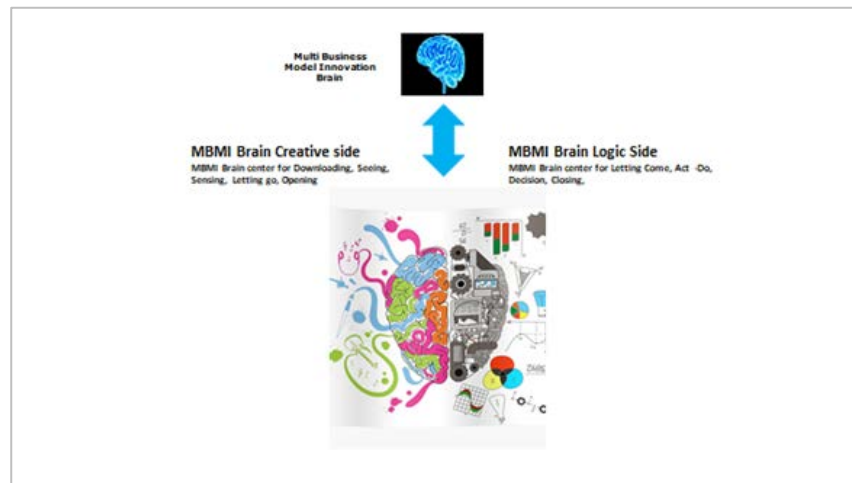 Multi Business
Model Innovation
Brain
MBMI Brain Creative side
MBMI Brain center for Downloading, Seeing,
Sensing, Letting go, Opening
MBMI Brain Logic Side
MBMI Brain center for Letting Come, Act -Do,
Decision, Closing,